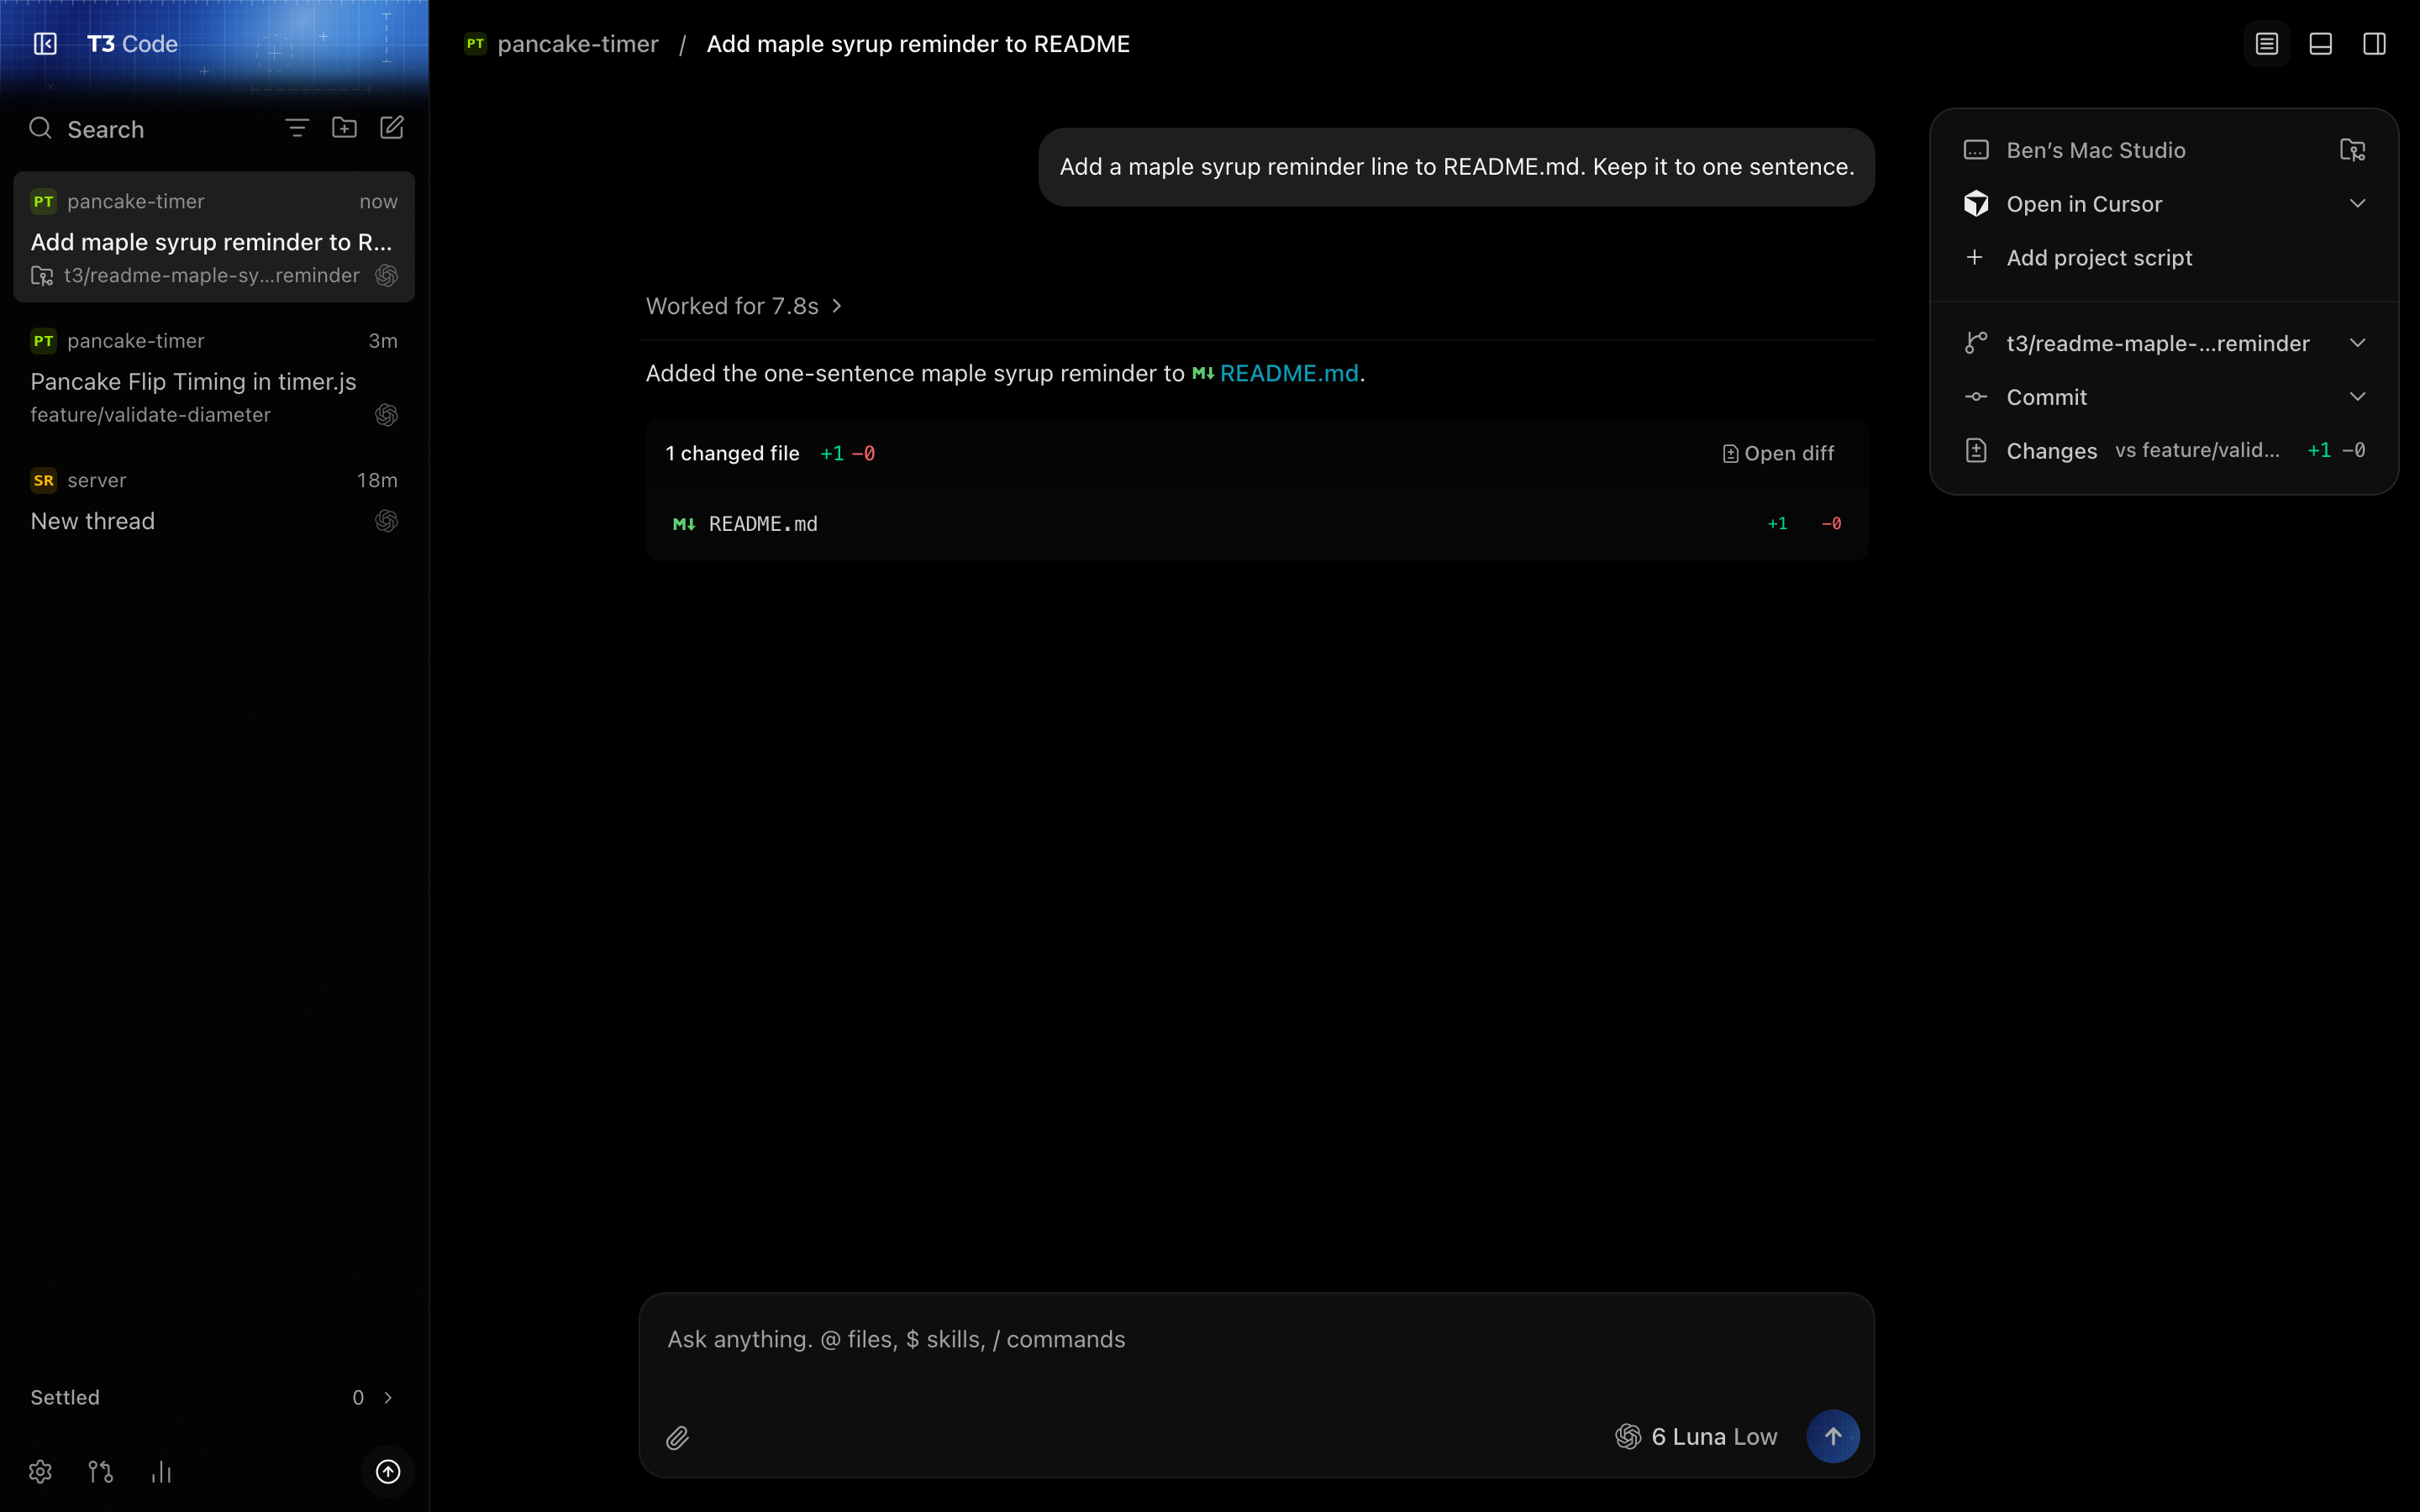 T3 Code
Search
PT pancake-timer now
Add maple syrup reminder to R...
t3/readme-maple-sy...reminder
PT pancake-timer 3m
Pancake Flip Timing in timer.js
feature/validate-diameter
SR server 18m
New thread
Settled 0
PT pancake-timer / Add maple syrup reminder to README
Add a maple syrup reminder line to README.md. Keep it to one sentence.
Worked for 7.8s
Added the one-sentence maple syrup reminder to M↓ README.md.
1 changed file +1 −0 Open diff
M↓ README.md +1 −0
Ask anything. @ files, $ skills, / commands
6 Luna Low
Ben’s Mac Studio
Open in Cursor
Add project script
t3/readme-maple-...reminder
Commit
Changes vs feature/valid... +1 −0